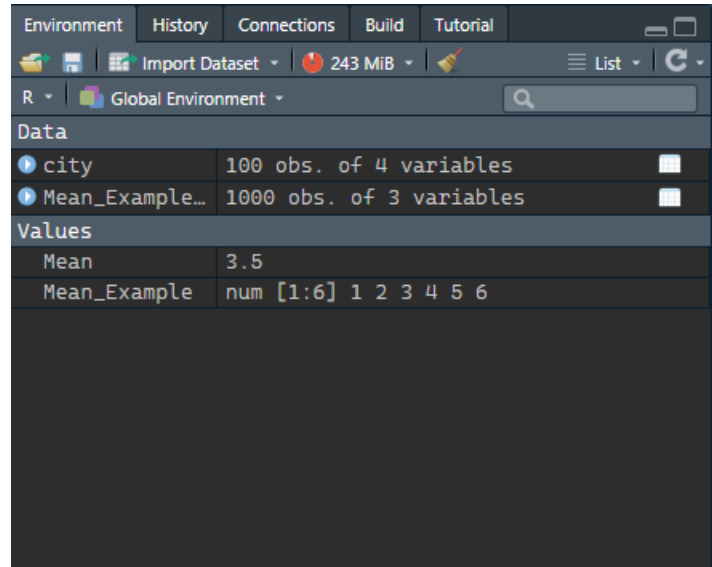 Environment History Connections Build Tutorial
Import Dataset 243 MiB List
R Global Environment
Data
city 100 obs. of 4 variables
Mean_Example… 1000 obs. of 3 variables
Values
Mean 3.5
Mean_Example num [1:6] 1 2 3 4 5 6